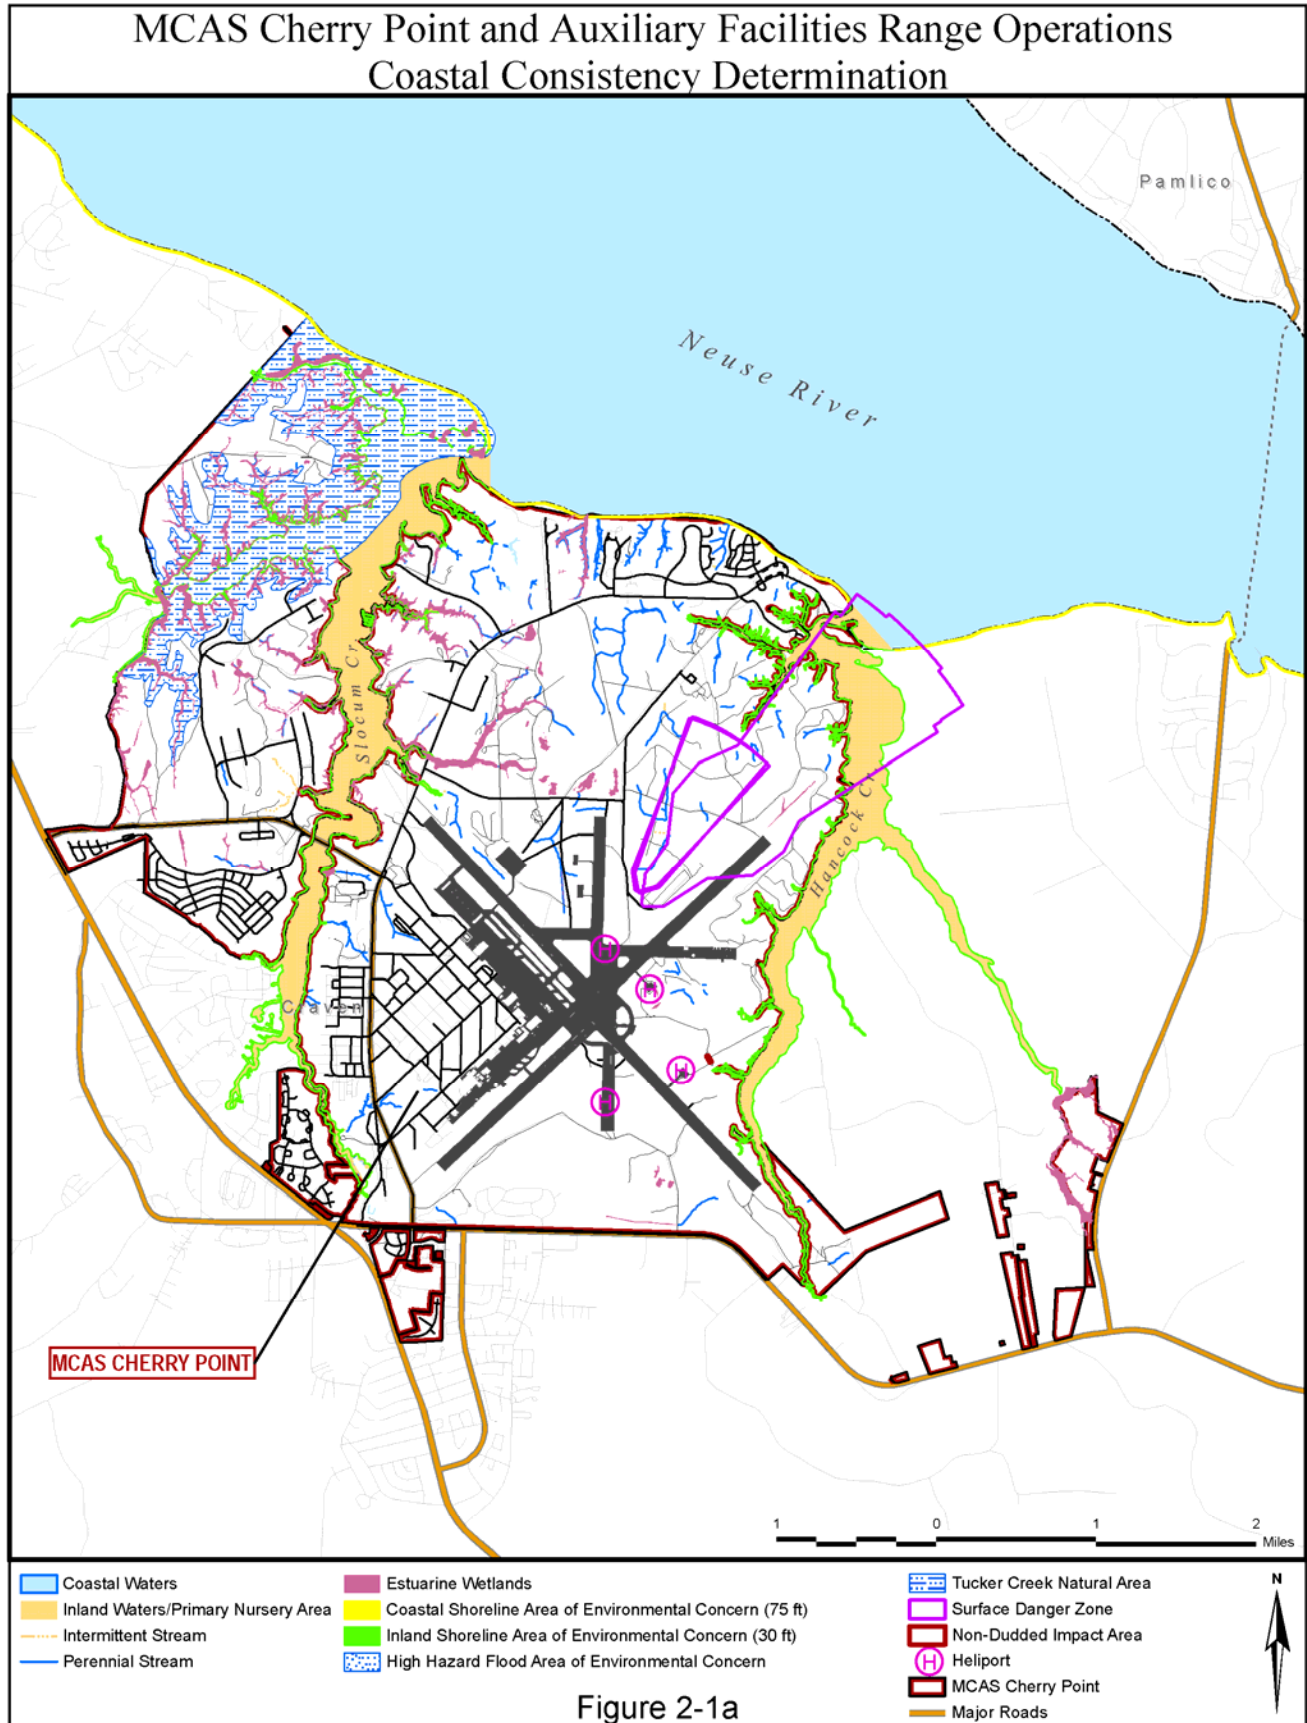 MCAS Cherry Point and Auxiliary Facilities Range Operations
Coastal Consistency Determination
Pamlico
Neuse River
Slocum Cr.
Hancock Cr.
Craven
H
H
H
H
MCAS CHERRY POINT
1 0 1 2
Miles
Coastal Waters
Inland Waters/Primary Nursery Area
Intermittent Stream
Perennial Stream
Estuarine Wetlands
Coastal Shoreline Area of Environmental Concern (75 ft)
Inland Shoreline Area of Environmental Concern (30 ft)
High Hazard Flood Area of Environmental Concern
Tucker Creek Natural Area
Surface Danger Zone
Non-Dudded Impact Area
H Heliport
MCAS Cherry Point
Major Roads
N
Figure 2-1a